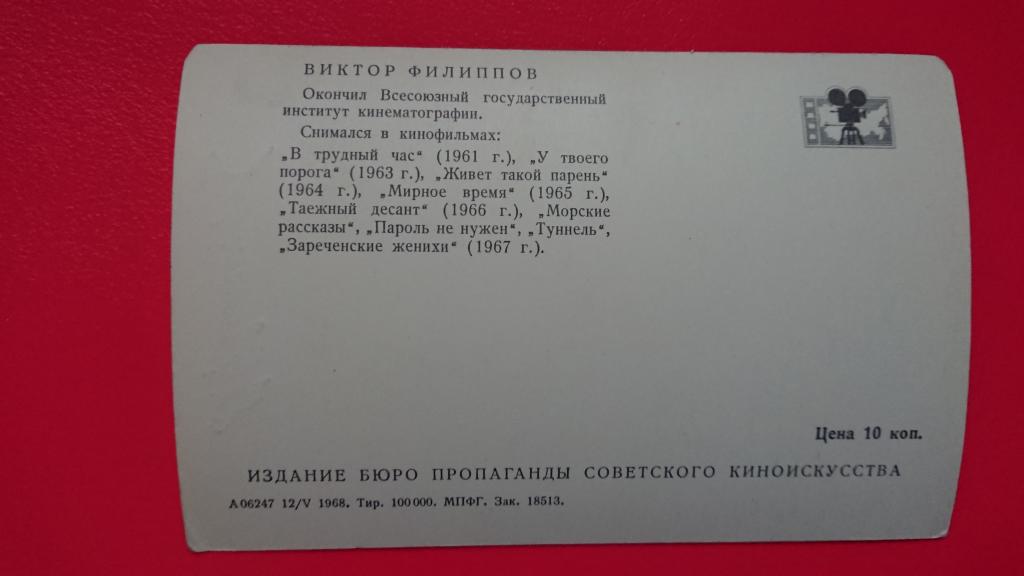 ВИКТОР ФИЛИППОВ
Окончил Всесоюзный государственный
институт кинематографии.
Снимался в кинофильмах:
„В трудный час“ (1961 г.), „У твоего
порога“ (1963 г.), „Живет такой парень“
(1964 г.), „Мирное время“ (1965 г.),
„Таежный десант“ (1966 г.), „Морские
рассказы“, „Пароль не нужен“, „Туннель“,
„Зареченские женихи“ (1967 г.).
Цена 10 коп.
ИЗДАНИЕ БЮРО ПРОПАГАНДЫ СОВЕТСКОГО КИНОИСКУССТВА
А06247 12/V 1968. Тир. 100000. МПФГ. Зак. 18513.